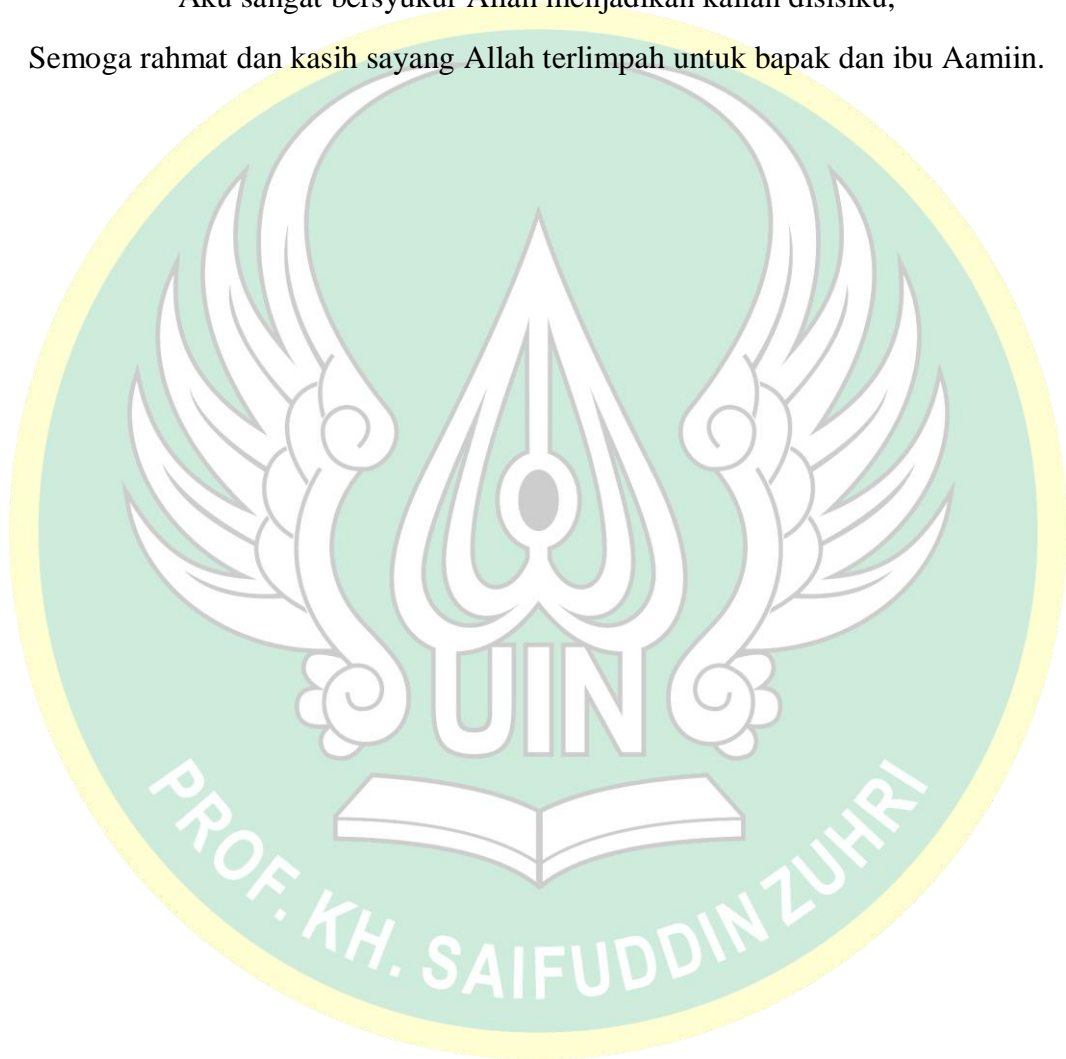 Aku sangat bersyukur Allah menjadikan kalian disisiku,
Semoga rahmat dan kasih sayang Allah terlimpah untuk bapak dan ibu Aamiin.
UIN
PROF. KH. SAIFUDDIN ZUHRI